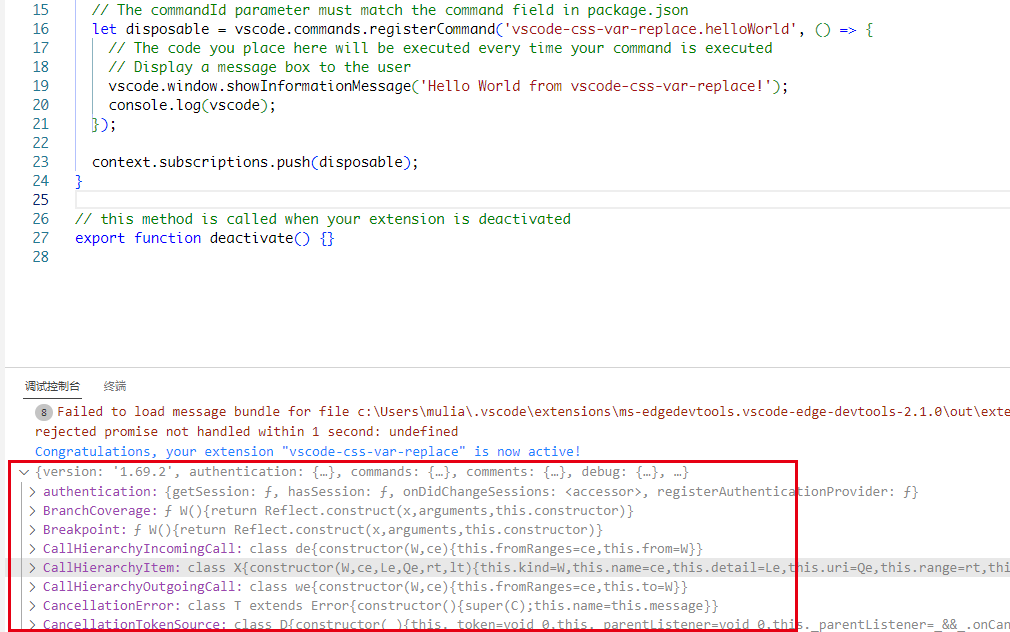 15 // The commandId parameter must match the command field in package.json
16 let disposable = vscode.commands.registerCommand('vscode-css-var-replace.helloWorld', () => {
17 // The code you place here will be executed every time your command is executed
18 // Display a message box to the user
19 vscode.window.showInformationMessage('Hello World from vscode-css-var-replace!');
20 console.log(vscode);
21 });
22
23 context.subscriptions.push(disposable);
24 }
25
26 // this method is called when your extension is deactivated
27 export function deactivate() {}
28
调试控制台 终端
8 Failed to load message bundle for file c:\Users\mulia\.vscode\extensions\ms-edgedevtools.vscode-edge-devtools-2.1.0\out\exte
rejected promise not handled within 1 second: undefined
Congratulations, your extension "vscode-css-var-replace" is now active!
{version: '1.69.2', authentication: {…}, commands: {…}, comments: {…}, debug: {…}, …}
authentication: {getSession: ƒ, hasSession: ƒ, onDidChangeSessions: <accessor>, registerAuthenticationProvider: ƒ}
BranchCoverage: ƒ W(){return Reflect.construct(x,arguments,this.constructor)}
Breakpoint: ƒ W(){return Reflect.construct(x,arguments,this.constructor)}
CallHierarchyIncomingCall: class de{constructor(W,ce){this.fromRanges=ce,this.from=W}}
CallHierarchyItem: class X{constructor(W,ce,Le,Qe,rt,lt){this.kind=W,this.name=ce,this.detail=Le,this.uri=Qe,this.range=rt,thi
CallHierarchyOutgoingCall: class we{constructor(W,ce){this.fromRanges=ce,this.to=W}}
CancellationError: class T extends Error{constructor(){super(C);this.name=this.message}}
CancellationTokenSource: class D{constructor(_){this._token=void 0,this._parentListener=void 0,this._parentListener=_&&_.onCan